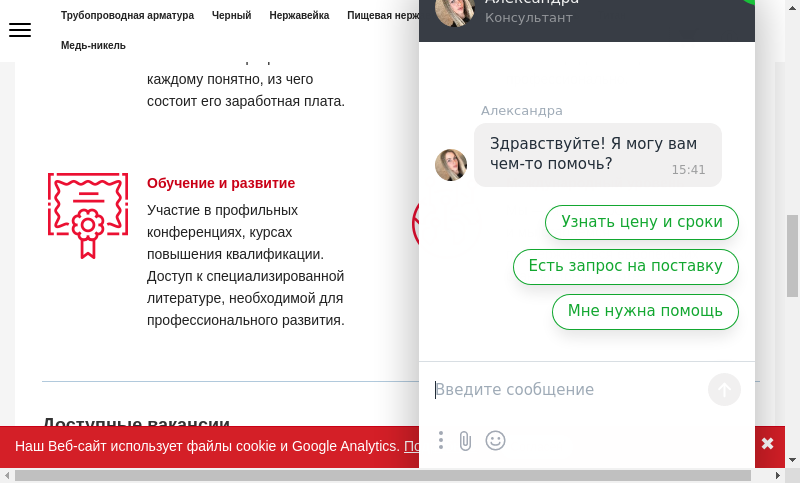 Трубопроводная арматура Черный Нержавейка Пищевая нерж
Медь-никель
каждому понятно, из чего
состоит его заработная плата.
Обучение и развитие
Участие в профильных
конференциях, курсах
повышения квалификации.
Доступ к специализированной
литературе, необходимой для
профессионального развития.
Доступные вакансии
Наш Веб-сайт использует файлы cookie и Google Analytics. По
Александра
Консультант
Александра
Здравствуйте! Я могу вам
чем-то помочь?
15:41
Узнать цену и сроки
Есть запрос на поставку
Мне нужна помощь
Введите сообщение